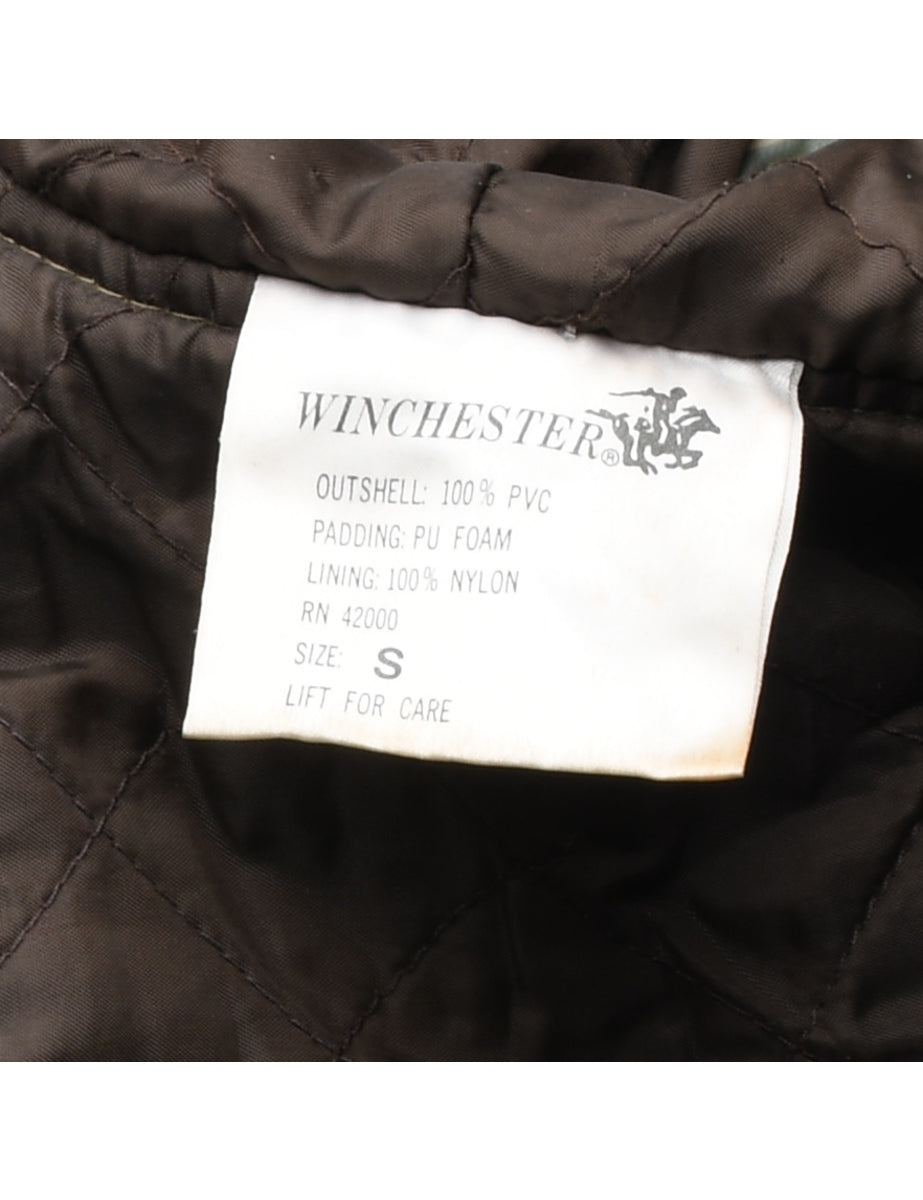 WINCHESTER®
OUTSHELL: 100% PVC
PADDING: PU FOAM
LINING: 100% NYLON
RN 42000
SIZE: S
LIFT FOR CARE